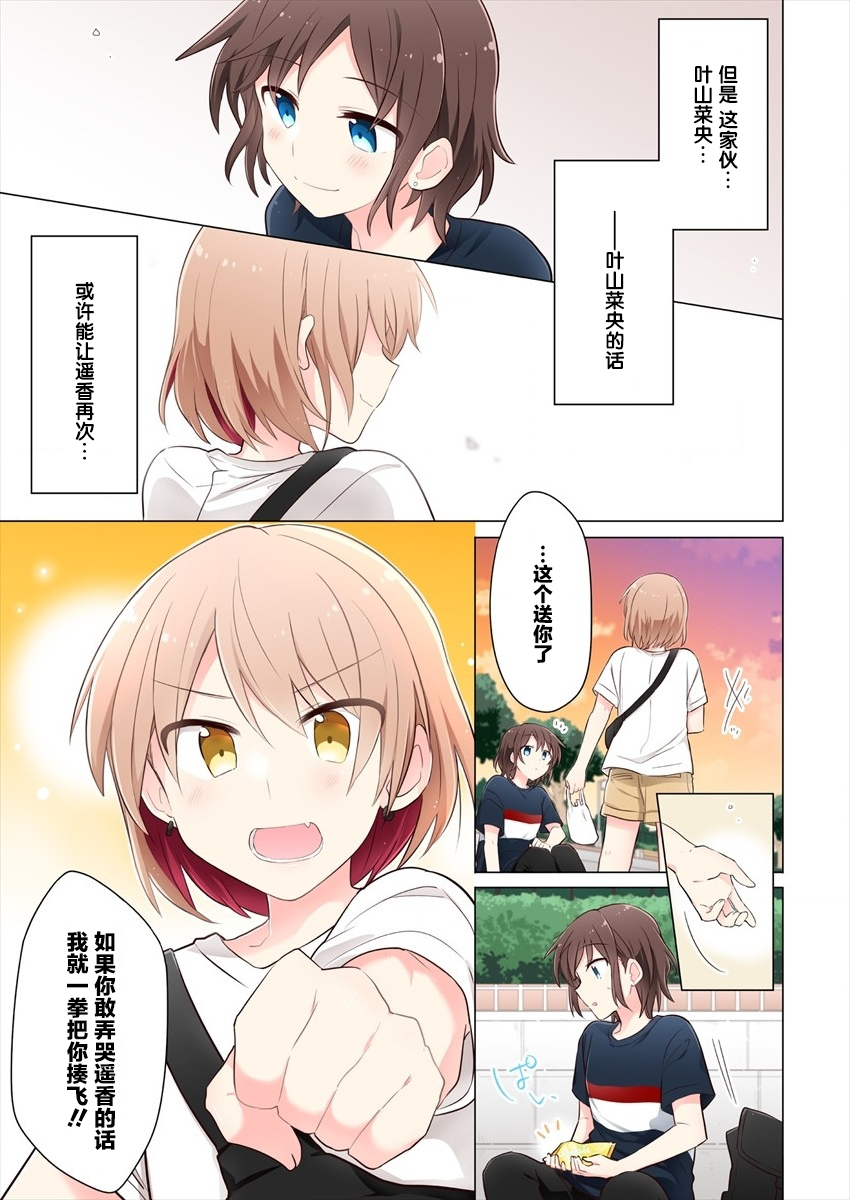 但是 这家伙…
叶山菜央…
——叶山菜央的话
或许能让遥香再次…
…这个送你了
ぱい
如果你敢弄哭遥香的话
我就一拳把你揍飞!!